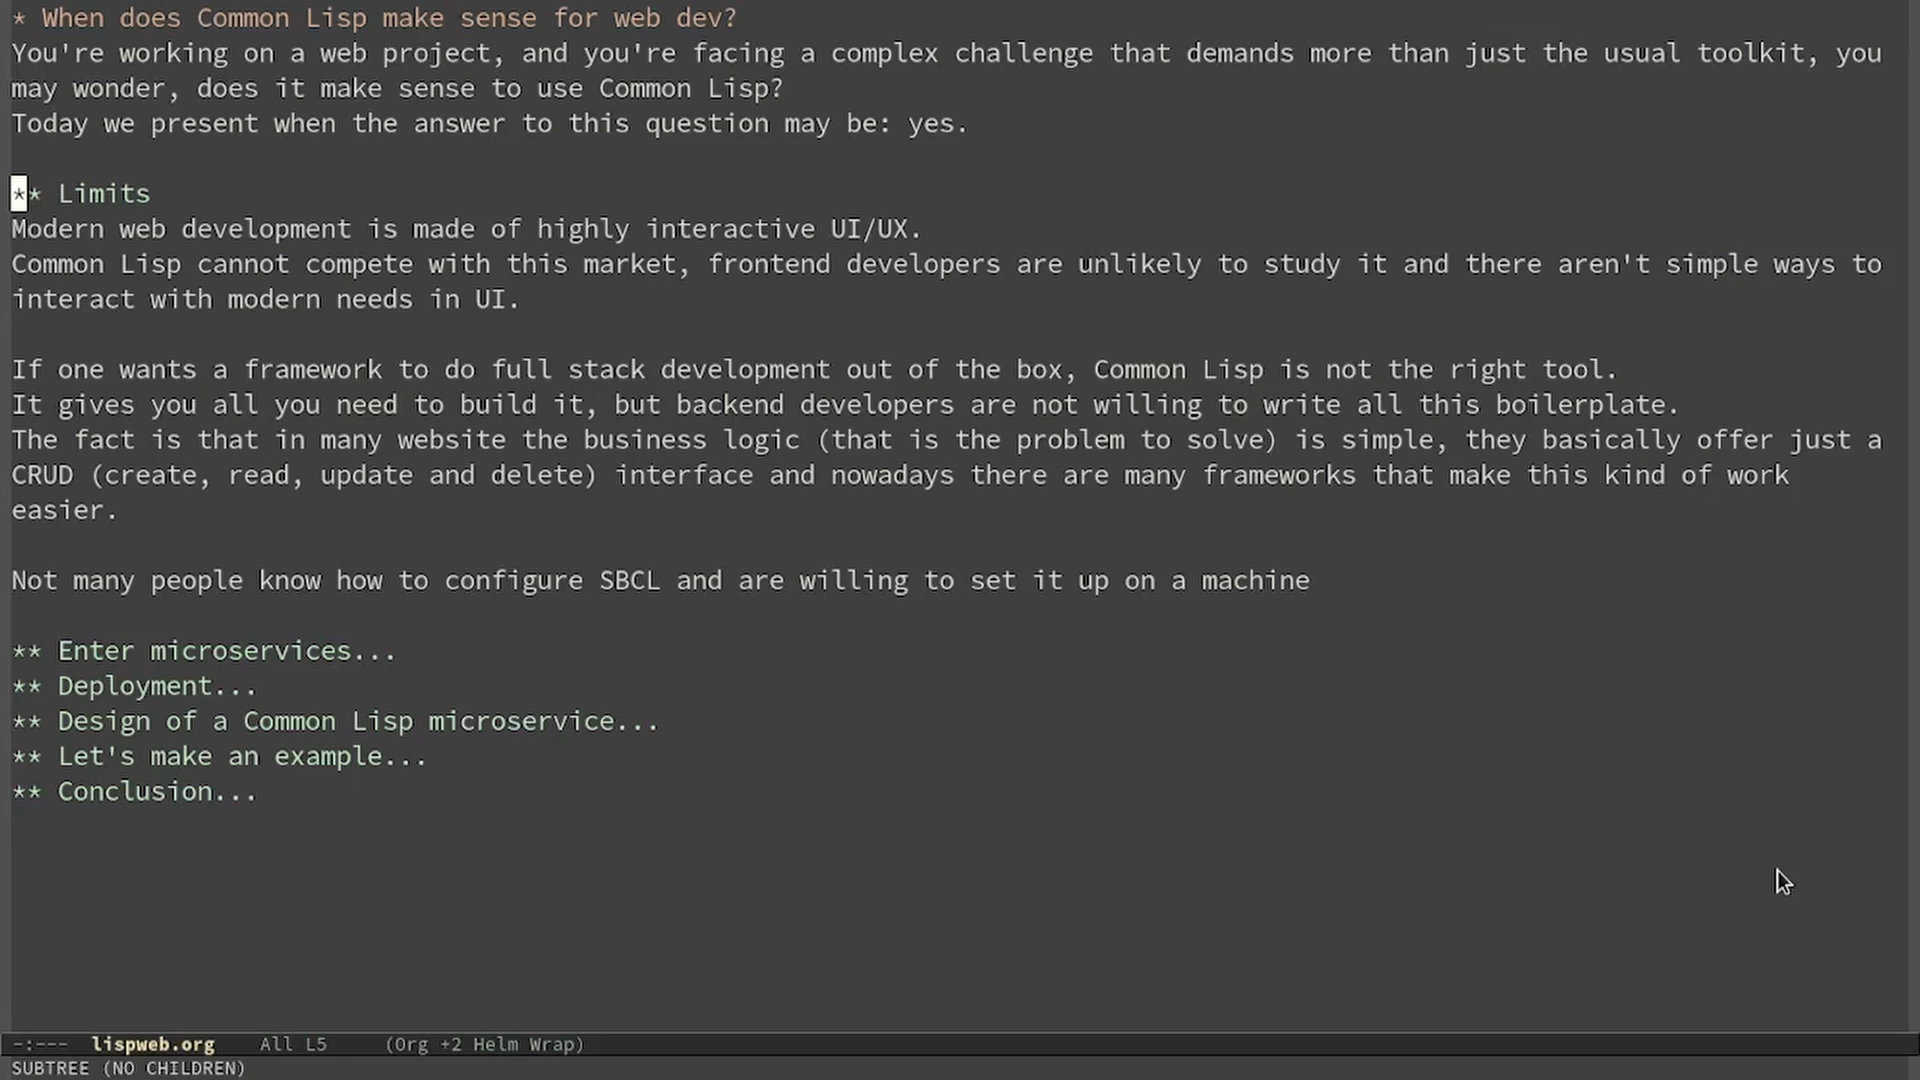 * When does Common Lisp make sense for web dev?
You're working on a web project, and you're facing a complex challenge that demands more than just the usual toolkit, you
may wonder, does it make sense to use Common Lisp?
Today we present when the answer to this question may be: yes.
** Limits
Modern web development is made of highly interactive UI/UX.
Common Lisp cannot compete with this market, frontend developers are unlikely to study it and there aren't simple ways to
interact with modern needs in UI.
If one wants a framework to do full stack development out of the box, Common Lisp is not the right tool.
It gives you all you need to build it, but backend developers are not willing to write all this boilerplate.
The fact is that in many website the business logic (that is the problem to solve) is simple, they basically offer just a
CRUD (create, read, update and delete) interface and nowadays there are many frameworks that make this kind of work
easier.
Not many people know how to configure SBCL and are willing to set it up on a machine
** Enter microservices...
** Deployment...
** Design of a Common Lisp microservice...
** Let's make an example...
** Conclusion...
-:--- lispweb.org All L5 (Org +2 Helm Wrap)
SUBTREE (NO CHILDREN)